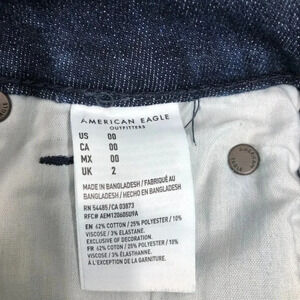 AMERICAN EAGLE
OUTFITTERS
US 00
CA 00
MX 00
UK 2
MADE IN BANGLADESH / FABRIQUÉ AU
BANGLADESH / HECHO EN BANGLADESH
RN 54485/CA 03873
RFC# AEM1206050U9A
EN 62% COTTON / 25% POLYESTER / 10%
VISCOSE / 3% ELASTANE.
EXCLUSIVE OF DECORATION.
FR 62% COTON / 25% POLYESTER / 10%
VISCOSE / 3% ÉLASTHANNE.
À L'EXCEPTION DE LA GARNITURE.